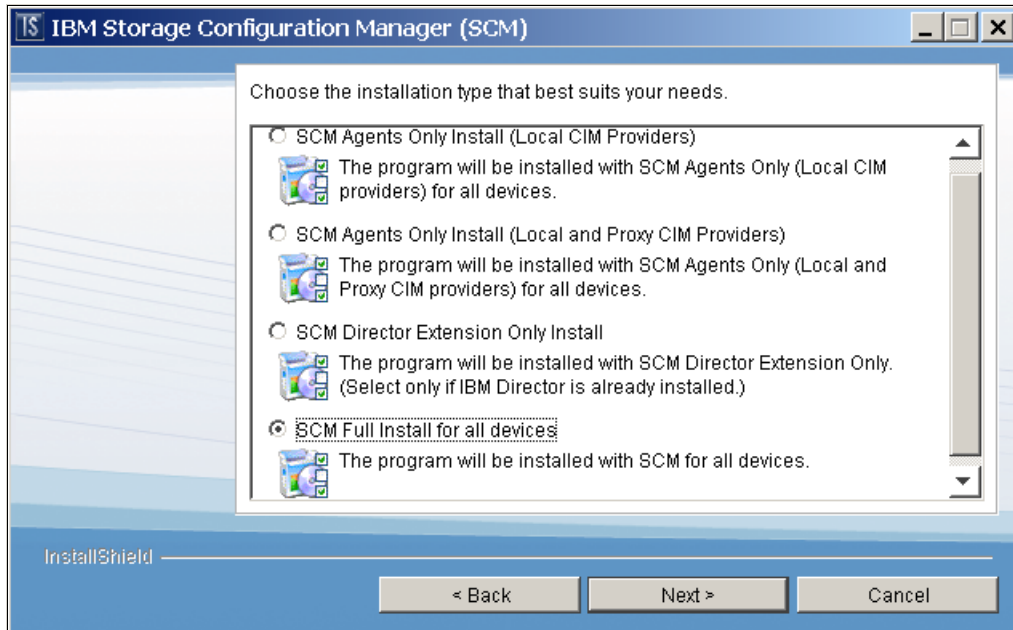 TS IBM Storage Configuration Manager (SCM)
Choose the installation type that best suits your needs.
SCM Agents Only Install (Local CIM Providers)
The program will be installed with SCM Agents Only (Local CIM
providers) for all devices.
SCM Agents Only Install (Local and Proxy CIM Providers)
The program will be installed with SCM Agents Only (Local and
Proxy CIM providers) for all devices.
SCM Director Extension Only Install
The program will be installed with SCM Director Extension Only.
(Select only if IBM Director is already installed.)
SCM Full Install for all devices
The program will be installed with SCM for all devices.
InstallShield
< Back Next > Cancel